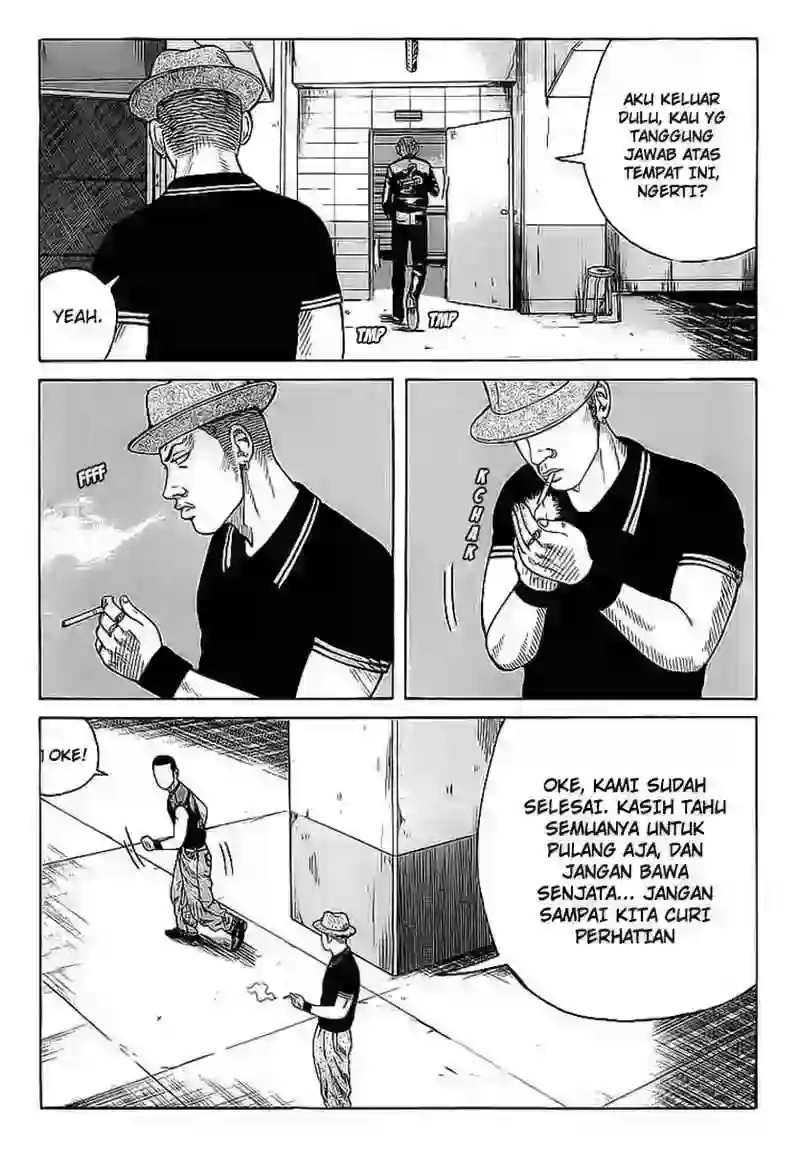 AKU KELUAR
DULU, KAU YG
TANGGUNG
JAWAB ATAS
TEMPAT INI,
NGERTI?
YEAH.
TMP
TMP
FFFF
KCHAK
OKE!
OKE, KAMI SUDAH
SELESAI. KASIH TAHU
SEMUANYA UNTUK
PULANG AJA, DAN
JANGAN BAWA
SENJATA... JANGAN
SAMPAI KITA CURI
PERHATIAN